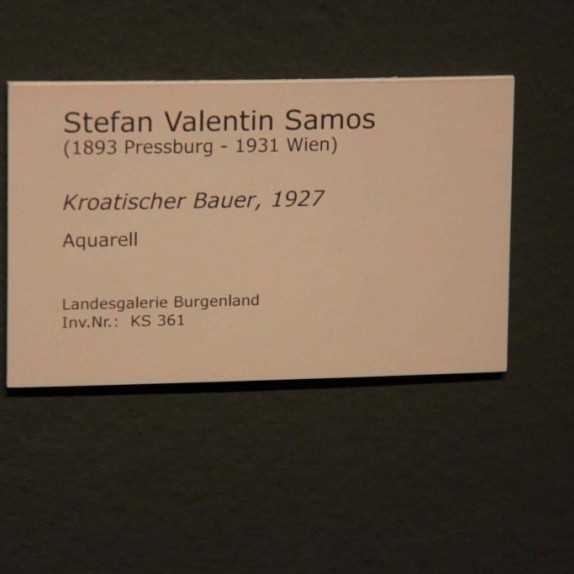 Stefan Valentin Samos
(1893 Pressburg - 1931 Wien)
Kroatischer Bauer, 1927
Aquarell
Landesgalerie Burgenland
Inv.Nr.: KS 361